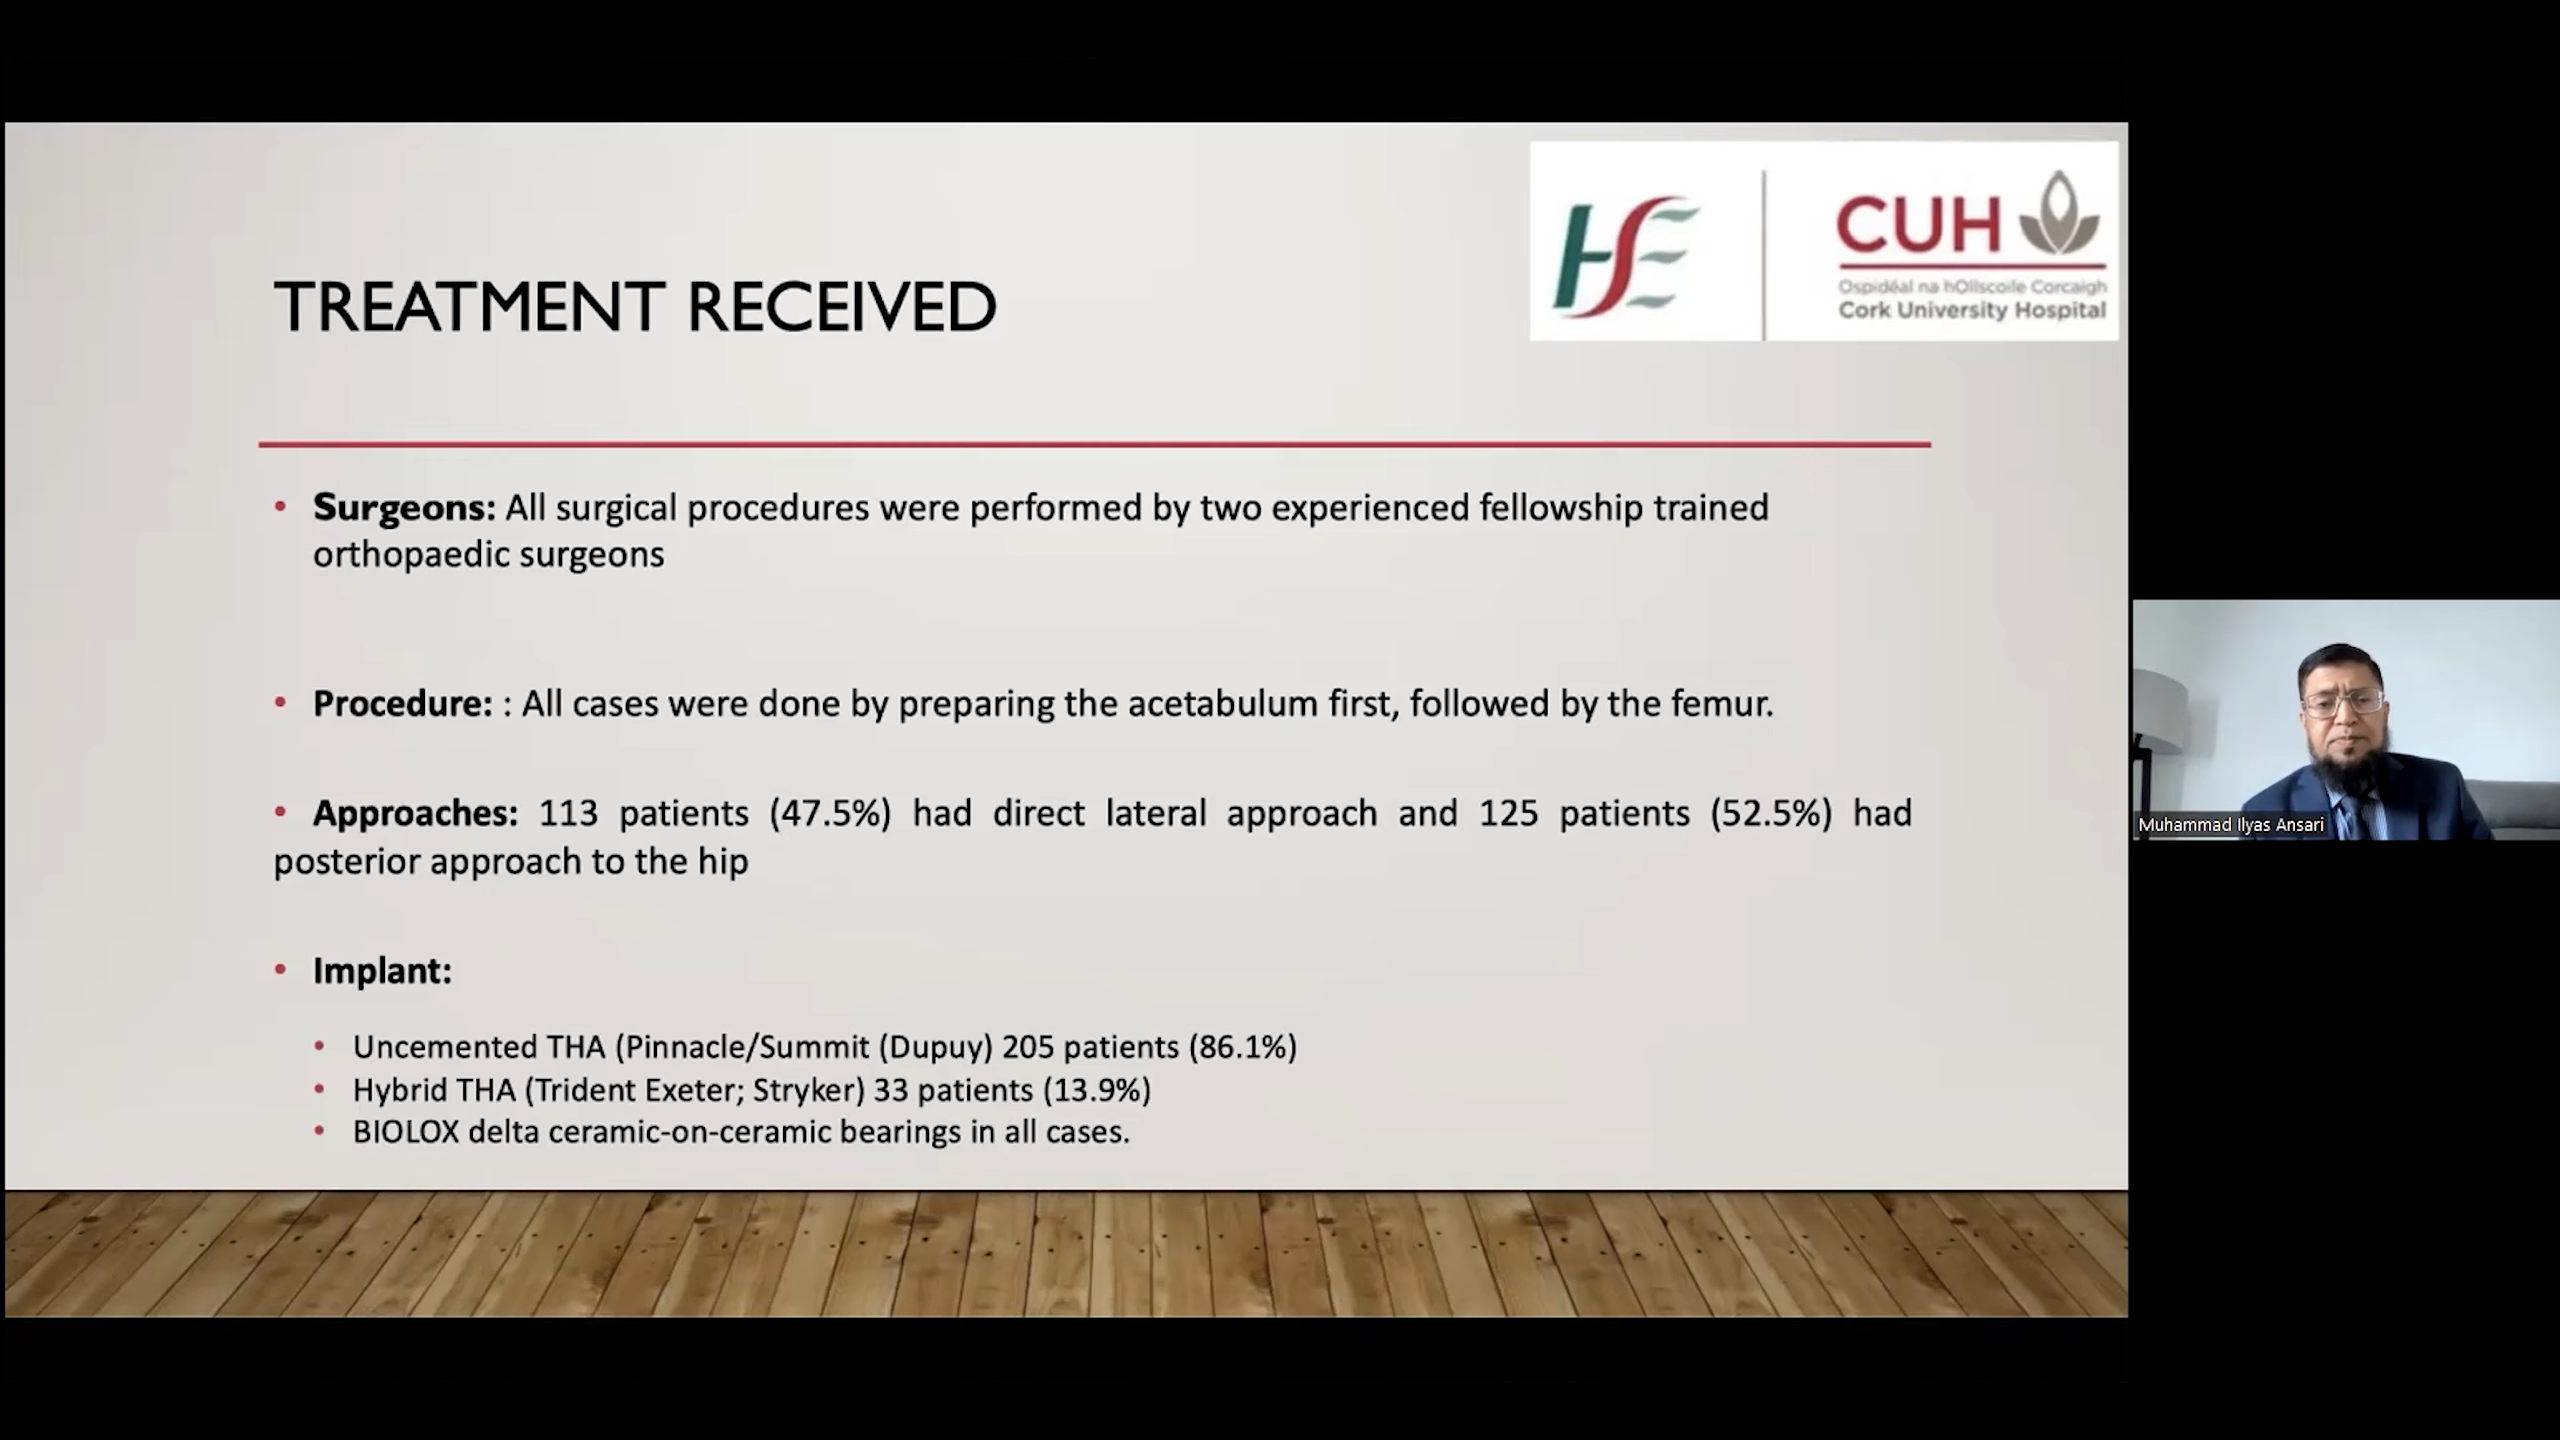 TREATMENT RECEIVED
HSE
CUH
Ospidéal na hOllscoile Corcaigh
Cork University Hospital
• Surgeons: All surgical procedures were performed by two experienced fellowship trained
orthopaedic surgeons
• Procedure: : All cases were done by preparing the acetabulum first, followed by the femur.
• Approaches: 113 patients (47.5%) had direct lateral approach and 125 patients (52.5%) had
posterior approach to the hip
• Implant:
• Uncemented THA (Pinnacle/Summit (Dupuy) 205 patients (86.1%)
• Hybrid THA (Trident Exeter; Stryker) 33 patients (13.9%)
• BIOLOX delta ceramic-on-ceramic bearings in all cases.
Muhammad Ilyas Ansari